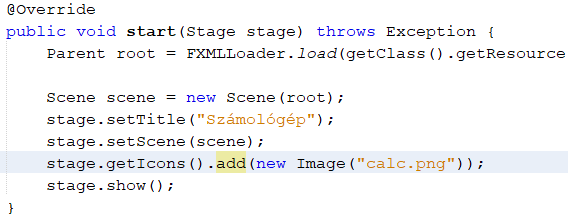 @Override
public void start(Stage stage) throws Exception {
Parent root = FXMLLoader.load(getClass().getResource
Scene scene = new Scene(root);
stage.setTitle("Számológép");
stage.setScene(scene);
stage.getIcons().add(new Image("calc.png"));
stage.show();
}